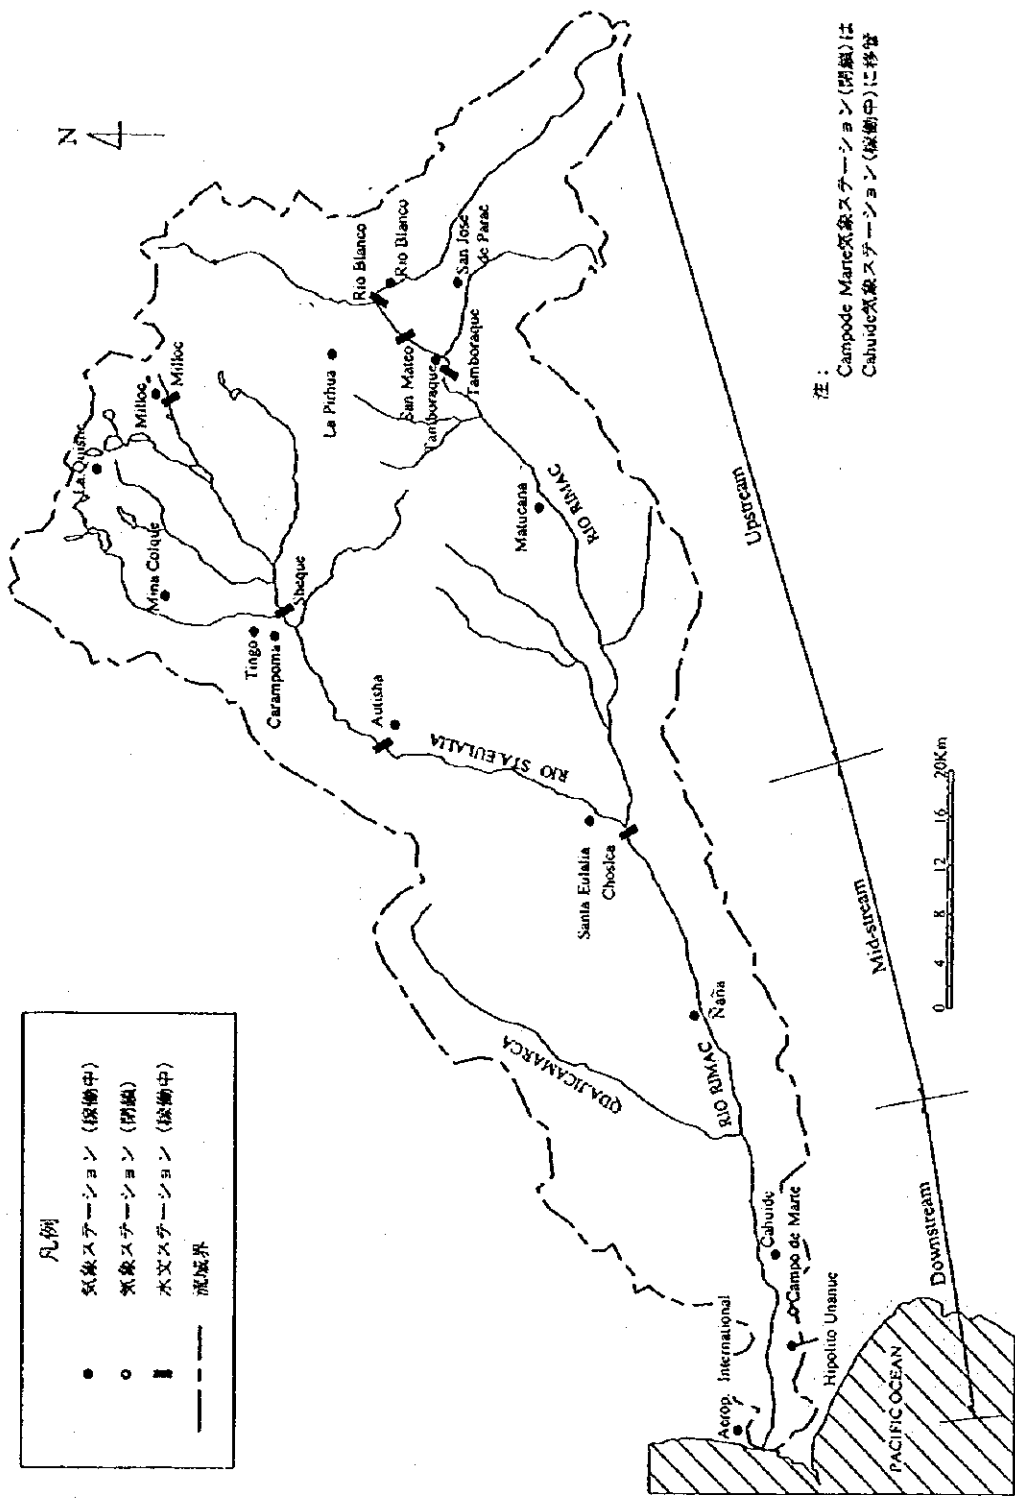 凡例
気象ステーション (稼働中)
気象ステーション (閉鎖)
水文ステーション (稼働中)
流域界
N
La Quisne
Milloc
Milloc
Mina Colque
Tingo
Carampoma
Sheque
Autisha
RIO STA EULALIA
La Pirhua
Rio Blanco
Rio Blanco
San Mateo
San Jose
de Parac
Tamboraque
Tamboraque
Matucana
RIO RIMAC
Santa Eulalia
Chosica
QDA JICAMARCA
Ñaña
RIO RIMAC
Cahuide
Campo de Marte
Hipolito Unanue
Aerop. International
PACIFIC OCEAN
Downstream
Mid-stream
Upstream
0 4 8 12 16 20Km
注:
Campode Marte気象ステーション(閉鎖)は
Cahuide気象ステーション(稼働中)に移管